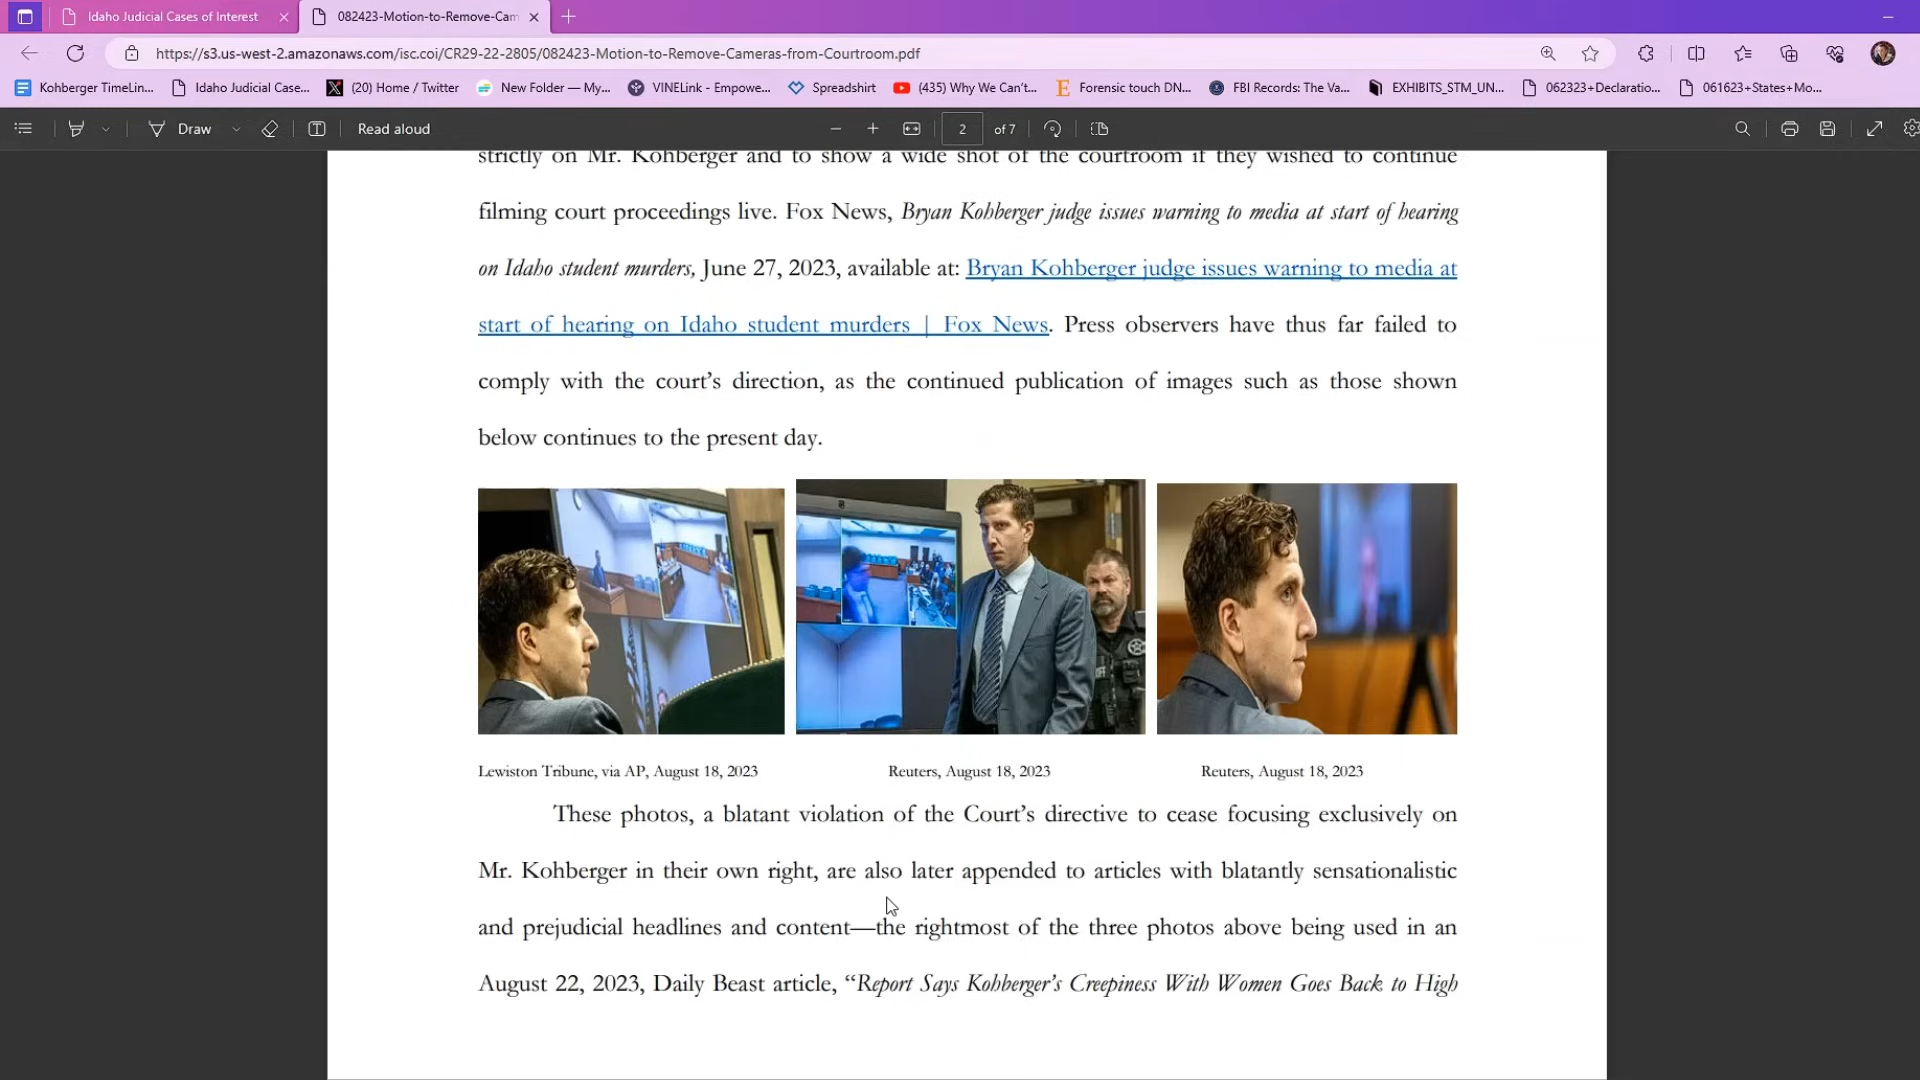 Idaho Judicial Cases of Interest
082423-Motion-to-Remove-Cam
https://s3.us-west-2.amazonaws.com/isc.coi/CR29-22-2805/082423-Motion-to-Remove-Cameras-from-Courtroom.pdf
Kohberger TimeLin... Idaho Judicial Case... (20) Home / Twitter New Folder — My... VINELink - Empowe... Spreadshirt (435) Why We Can't... Forensic touch DN... FBI Records: The Va... EXHIBITS_STM_UN... 062323+Declaratio... 061623+States+Mo...
Draw Read aloud 2 of 7
strictly on Mr. Kohberger and to show a wide shot of the courtroom if they wished to continue
filming court proceedings live. Fox News, Bryan Kohberger judge issues warning to media at start of hearing
on Idaho student murders, June 27, 2023, available at: Bryan Kohberger judge issues warning to media at
start of hearing on Idaho student murders | Fox News. Press observers have thus far failed to
comply with the court's direction, as the continued publication of images such as those shown
below continues to the present day.
Lewiston Tribune, via AP, August 18, 2023 Reuters, August 18, 2023 Reuters, August 18, 2023
These photos, a blatant violation of the Court's directive to cease focusing exclusively on
Mr. Kohberger in their own right, are also later appended to articles with blatantly sensationalistic
and prejudicial headlines and content—the rightmost of the three photos above being used in an
August 22, 2023, Daily Beast article, “Report Says Kohberger's Creepiness With Women Goes Back to High